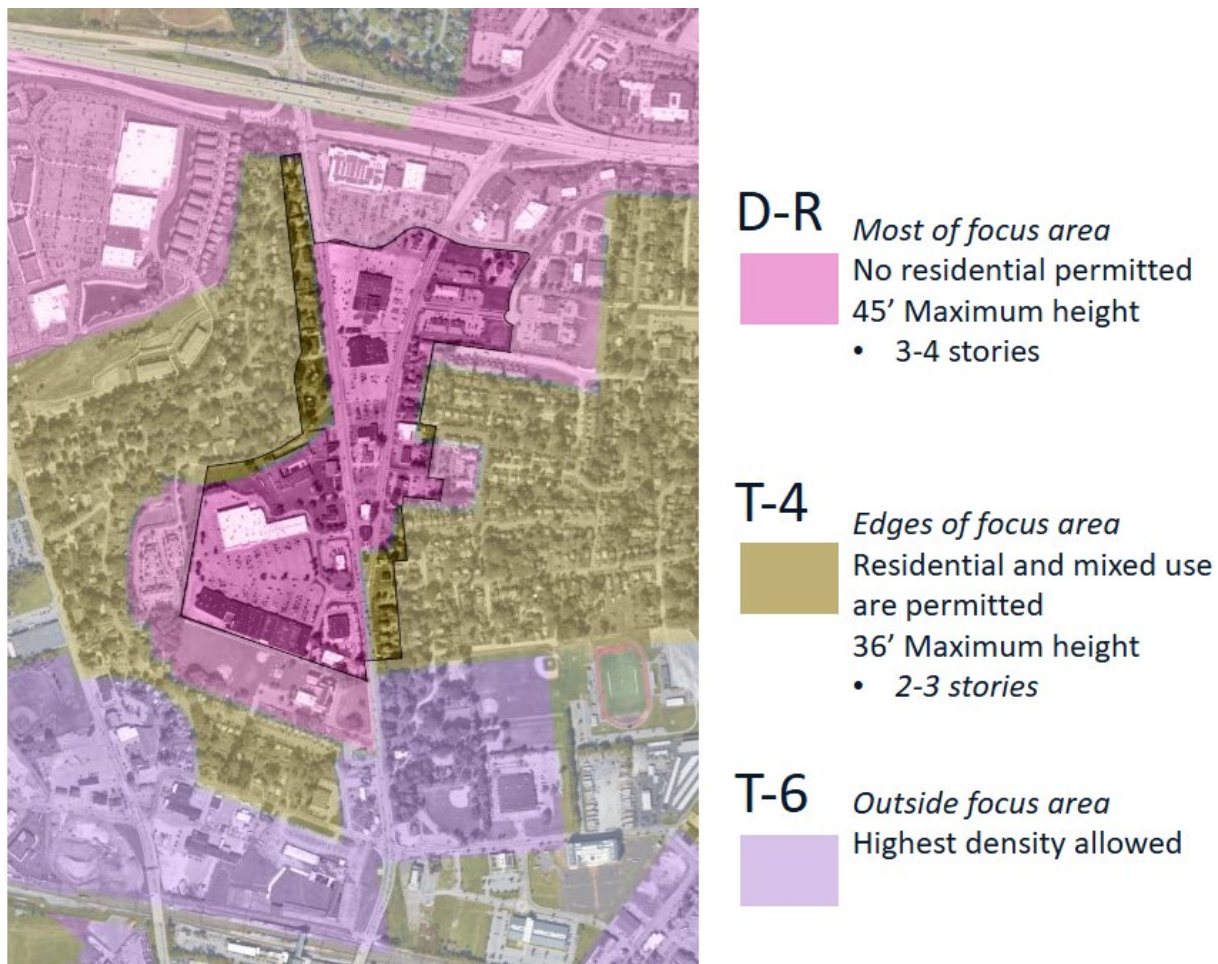 D-R
Most of focus area
No residential permitted
45’ Maximum height
• 3-4 stories
T-4
Edges of focus area
Residential and mixed use
are permitted
36’ Maximum height
• 2-3 stories
T-6
Outside focus area
Highest density allowed